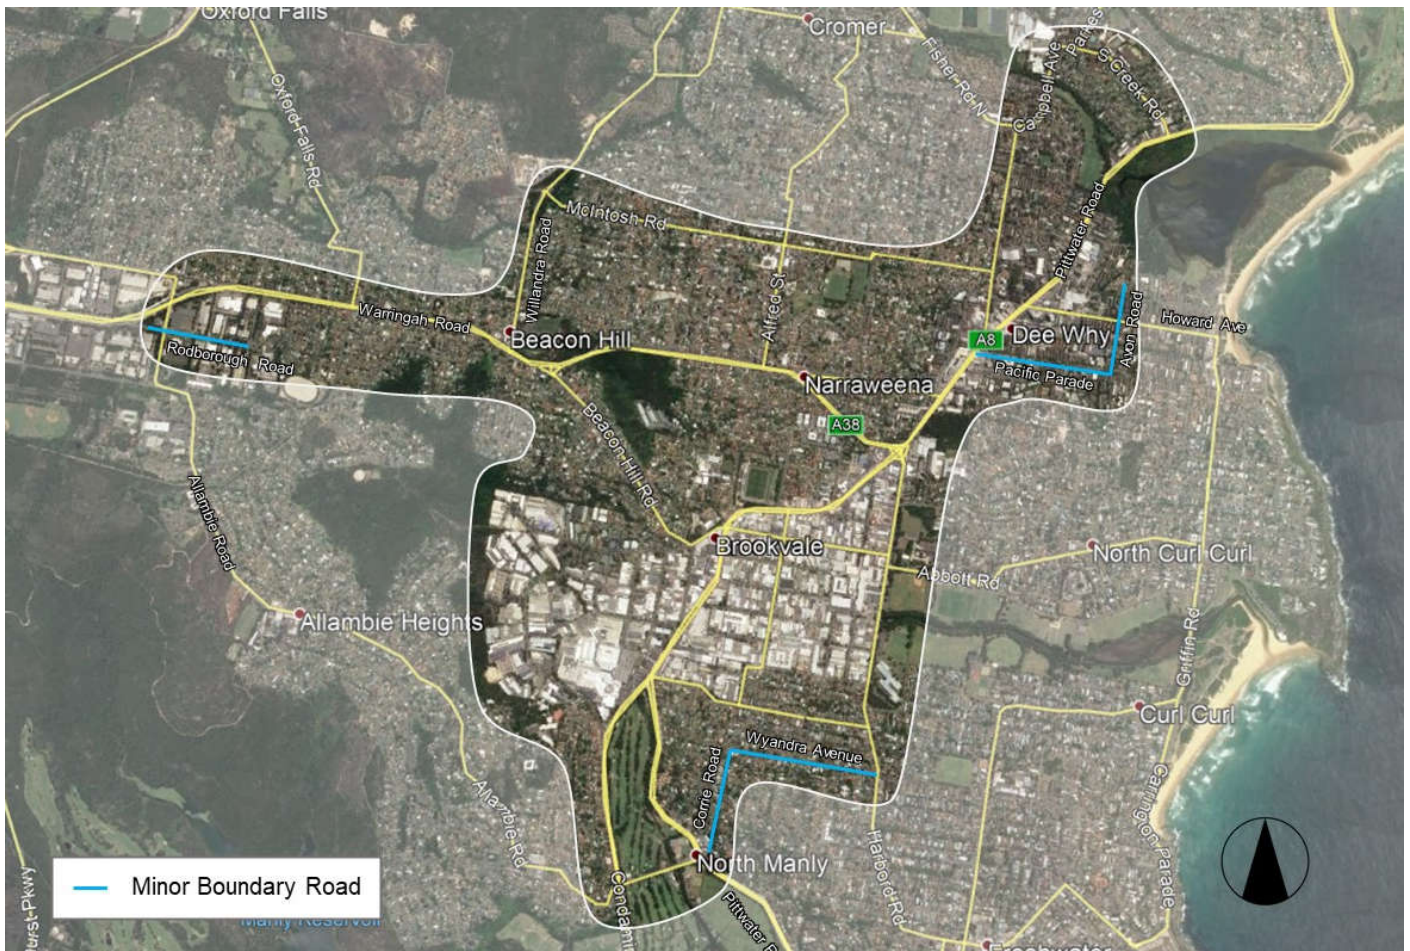 Oxford Falls
Cromer
Parkes
Fisher Rd N
Campbell Ave
S Creek Rd
Oxford Falls Rd
McIntosh Rd
Willandra Road
Pittwater Road
Alfred St
Warringah Road
Beacon Hill
Rodborough Road
A8
Dee Why
Howard Ave
Avon Road
Pacific Parade
Narraweena
A38
Beacon Hill Rd
Allambie Road
Brookvale
North Curl Curl
Abbott Rd
Allambie Heights
Griffin Rd
Curl Curl
Wyandra Avenue
Corrie Road
Allambie Rd
Carrington Parade
North Manly
Harbord Rd
Condamin
Pittwater R
Minor Boundary Road
Manly Reservoir
urst Pkwy
Freshwater